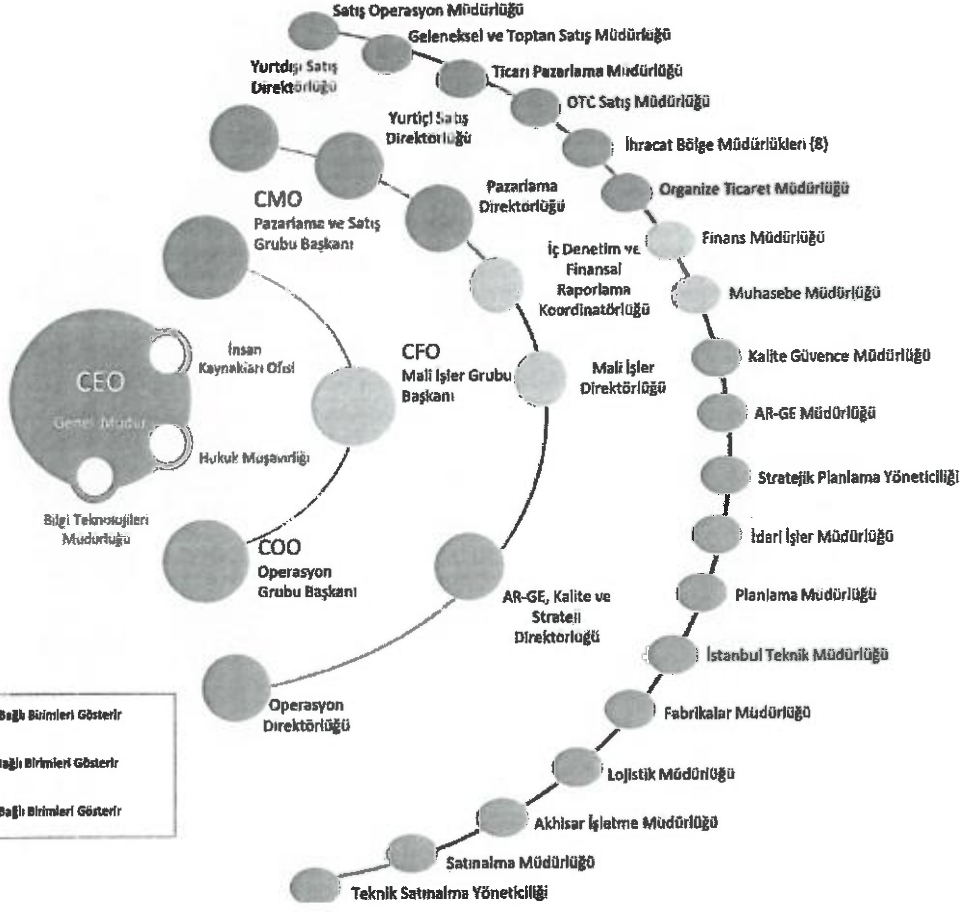 Satış Operasyon Müdürlüğü
Geleneksel ve Toptan Satış Müdürlüğü
Ticari Pazarlama Müdürlüğü
OTC Satış Müdürlüğü
İhracat Bölge Müdürlükleri (8)
Organize Ticaret Müdürlüğü
Finans Müdürlüğü
Muhasebe Müdürlüğü
Kalite Güvence Müdürlüğü
AR-GE Müdürlüğü
Stratejik Planlama Yöneticiliği
İdari İşler Müdürlüğü
Planlama Müdürlüğü
İstanbul Teknik Müdürlüğü
Fabrikalar Müdürlüğü
Lojistik Müdürlüğü
Akhisar İşletme Müdürlüğü
Satınalma Müdürlüğü
Teknik Satınalma Yöneticiliği
Yurtdışı Satış
Direktörlüğü
Yurtiçi Satış
Direktörlüğü
Pazarlama
Direktörlüğü
İç Denetim ve
Finansal
Raporlama
Koordinatörlüğü
Mali İşler
Direktörlüğü
AR-GE, Kalite ve
Strateji
Direktörlüğü
Operasyon
Direktörlüğü
CMO
Pazarlama ve Satış
Grubu Başkanı
CFO
Mali İşler Grubu
Başkanı
COO
Operasyon
Grubu Başkanı
CEO
Genel Müdür
İnsan
Kaynakları Ofisi
Hukuk Müşavirliği
Bilgi Teknolojileri
Müdürlüğü
Bağlı Birimleri Gösterir
Bağlı Birimleri Gösterir
Bağlı Birimleri Gösterir